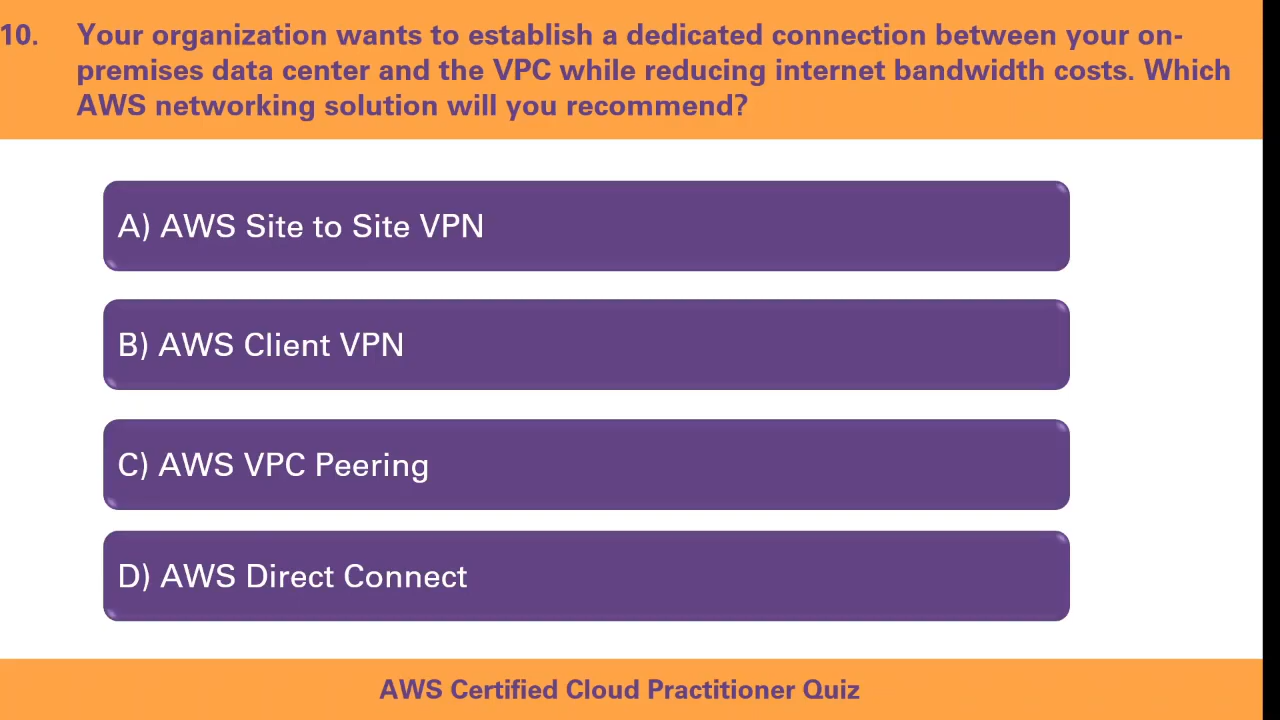 10. Your organization wants to establish a dedicated connection between your on-
premises data center and the VPC while reducing internet bandwidth costs. Which
AWS networking solution will you recommend?
A) AWS Site to Site VPN
B) AWS Client VPN
C) AWS VPC Peering
D) AWS Direct Connect
AWS Certified Cloud Practitioner Quiz